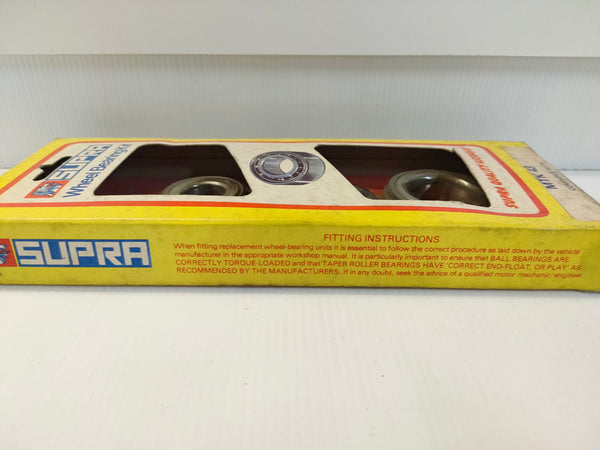 SUPRA
Wheel Bearing Kit
SUPRA
FITTING INSTRUCTIONS
When fitting replacement wheel-bearing units it is essential to follow the correct procedure as laid down by the vehicle
manufacturer in the appropriate workshop manual. It is particularly important to ensure that BALL BEARINGS ARE
CORRECTLY TORQUE-LOADED and that TAPER ROLLER BEARINGS HAVE 'CORRECT END-FLOAT, OR PLAY' AS
RECOMMENDED BY THE MANUFACTURERS. If in any doubt, seek the advice of a qualified motor mechanic/engineer